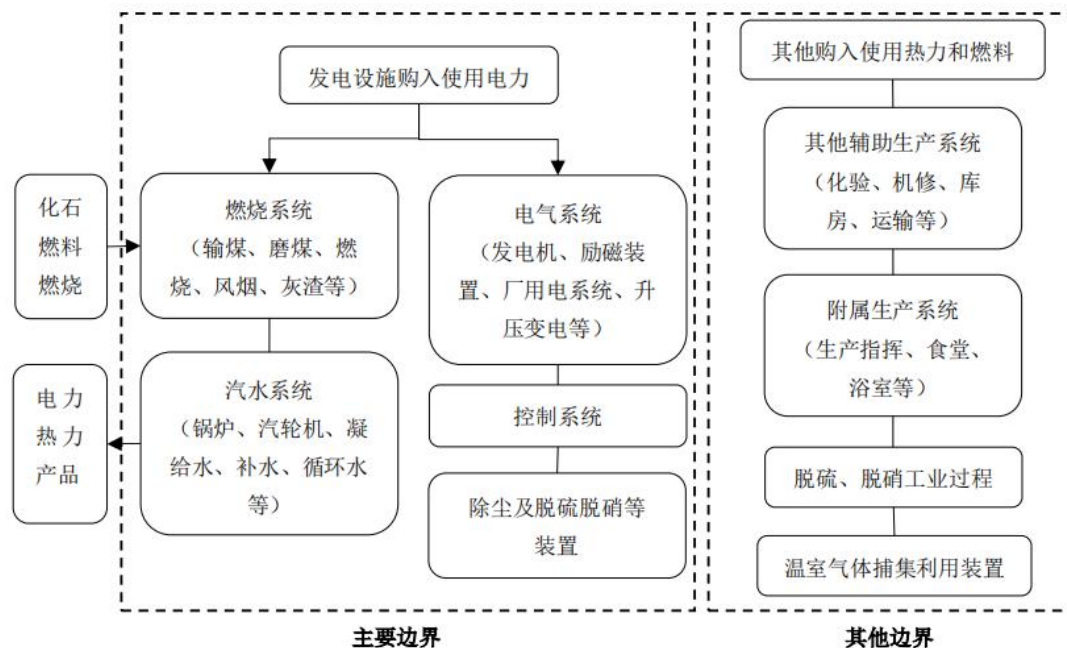 发电设施购入使用电力
化石
燃料
燃烧
燃烧系统
（输煤、磨煤、燃
烧、风烟、灰渣等）
电气系统
（发电机、励磁装
置、厂用电系统、升
压变电等）
电力
热力
产品
汽水系统
（锅炉、汽轮机、凝
给水、补水、循环水
等）
控制系统
除尘及脱硫脱硝等
装置
主要边界
其他购入使用热力和燃料
其他辅助生产系统
（化验、机修、库
房、运输等）
附属生产系统
（生产指挥、食堂、
浴室等）
脱硫、脱硝工业过程
温室气体捕集利用装置
其他边界